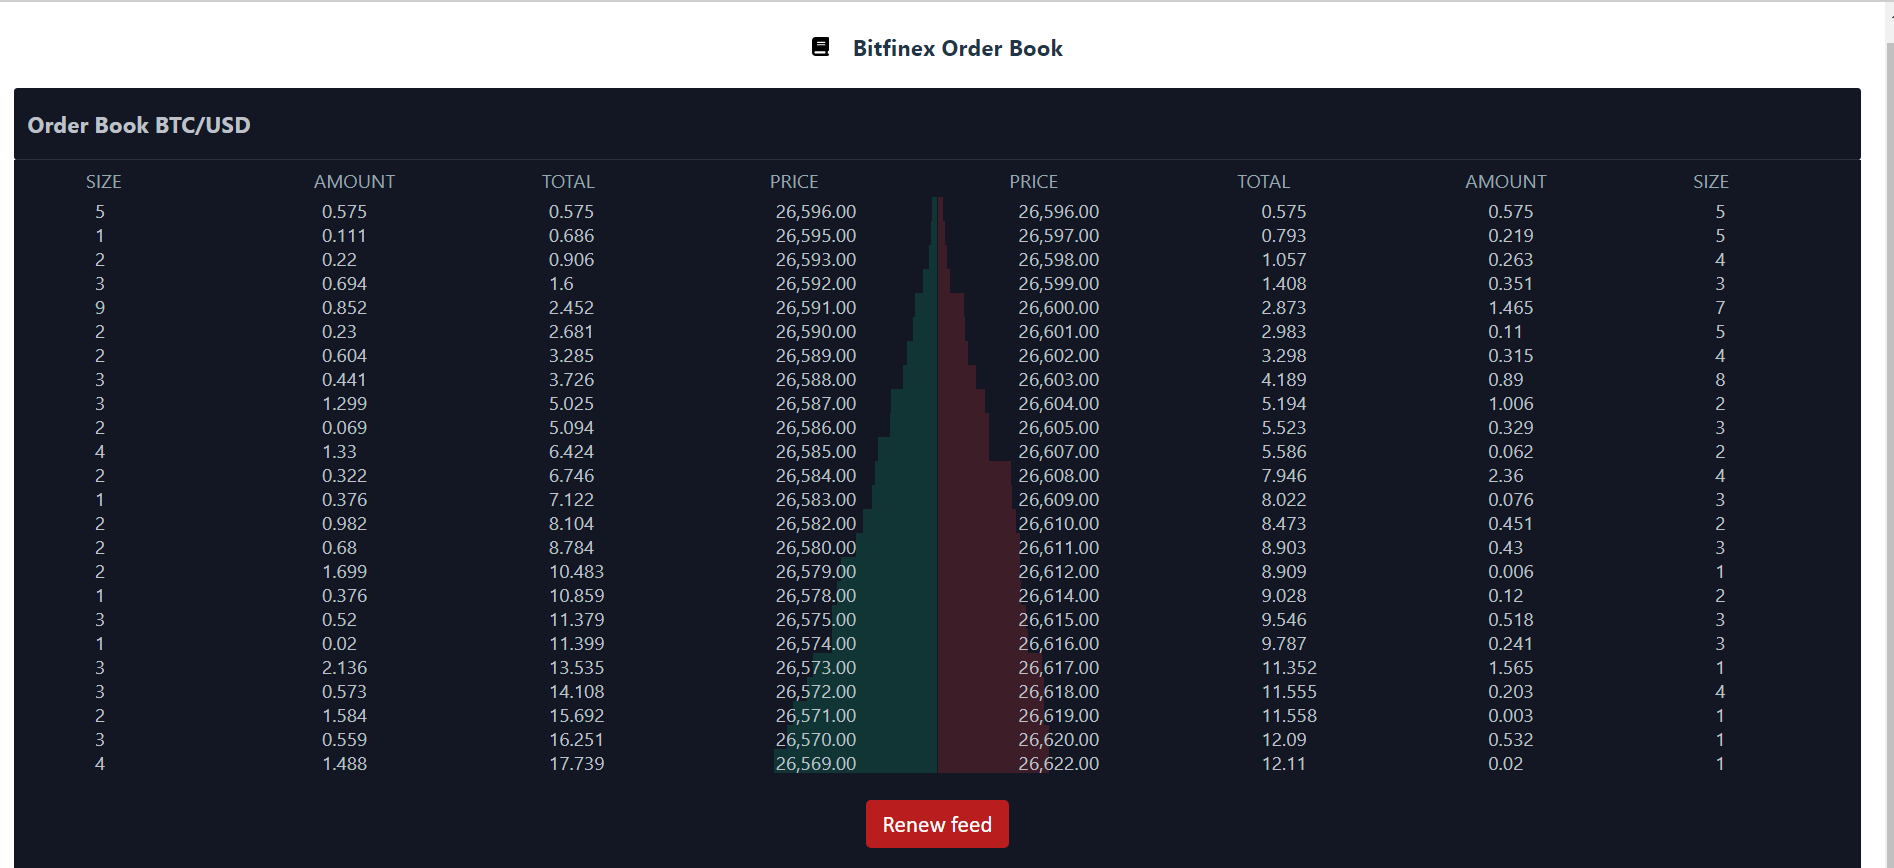 Bitfinex Order Book
Order Book BTC/USD
SIZE AMOUNT TOTAL PRICE PRICE TOTAL AMOUNT SIZE
5 0.575 0.575 26,596.00 26,596.00 0.575 0.575 5
1 0.111 0.686 26,595.00 26,597.00 0.793 0.219 5
2 0.22 0.906 26,593.00 26,598.00 1.057 0.263 4
3 0.694 1.6 26,592.00 26,599.00 1.408 0.351 3
9 0.852 2.452 26,591.00 26,600.00 2.873 1.465 7
2 0.23 2.681 26,590.00 26,601.00 2.983 0.11 5
2 0.604 3.285 26,589.00 26,602.00 3.298 0.315 4
3 0.441 3.726 26,588.00 26,603.00 4.189 0.89 8
3 1.299 5.025 26,587.00 26,604.00 5.194 1.006 2
2 0.069 5.094 26,586.00 26,605.00 5.523 0.329 3
4 1.33 6.424 26,585.00 26,607.00 5.586 0.062 2
2 0.322 6.746 26,584.00 26,608.00 7.946 2.36 4
1 0.376 7.122 26,583.00 26,609.00 8.022 0.076 3
2 0.982 8.104 26,582.00 26,610.00 8.473 0.451 2
2 0.68 8.784 26,580.00 26,611.00 8.903 0.43 3
2 1.699 10.483 26,579.00 26,612.00 8.909 0.006 1
1 0.376 10.859 26,578.00 26,614.00 9.028 0.12 2
3 0.52 11.379 26,575.00 26,615.00 9.546 0.518 3
1 0.02 11.399 26,574.00 26,616.00 9.787 0.241 3
3 2.136 13.535 26,573.00 26,617.00 11.352 1.565 1
3 0.573 14.108 26,572.00 26,618.00 11.555 0.203 4
2 1.584 15.692 26,571.00 26,619.00 11.558 0.003 1
3 0.559 16.251 26,570.00 26,620.00 12.09 0.532 1
4 1.488 17.739 26,569.00 26,622.00 12.11 0.02 1
Renew feed